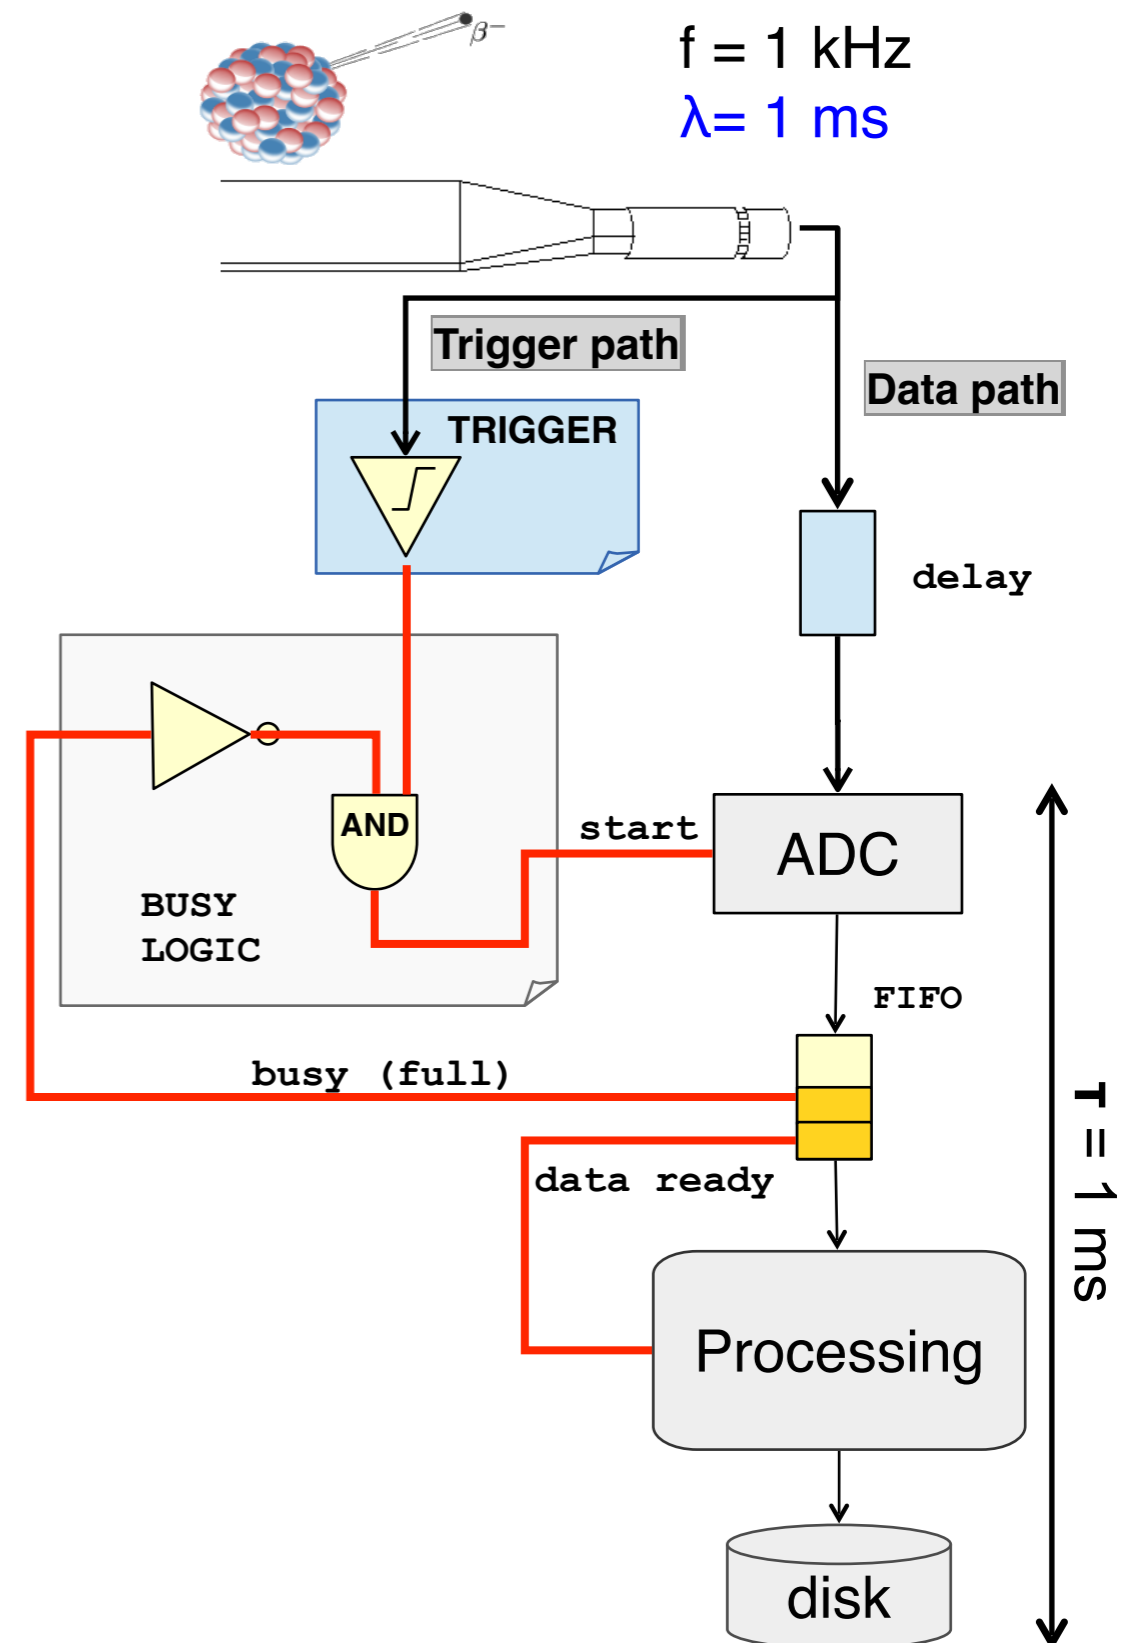 β⁻
f = 1 kHz
λ= 1 ms
Trigger path
Data path
TRIGGER
delay
AND
start
ADC
BUSY
LOGIC
FIFO
busy (full)
data ready
τ = 1 ms
Processing
disk